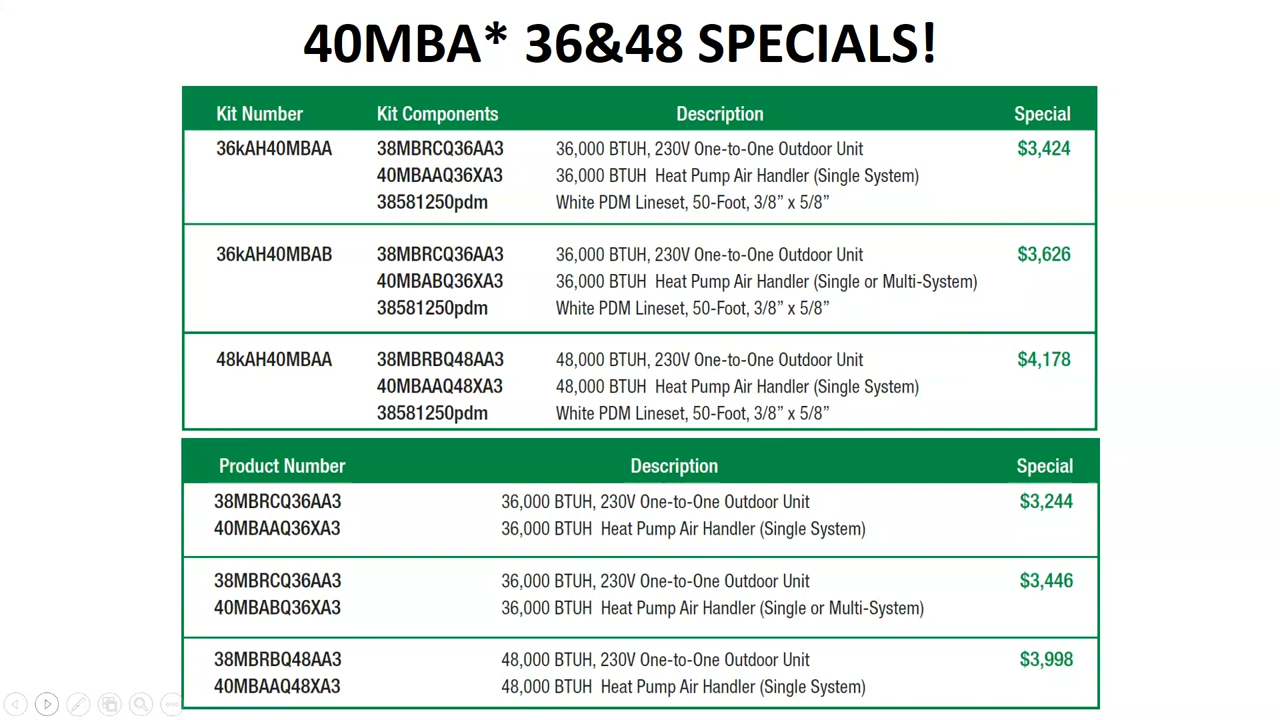 40MBA* 36&48 SPECIALS!
Kit Number Kit Components Description Special
36kAH40MBAA 38MBRCQ36AA3 36,000 BTUH, 230V One-to-One Outdoor Unit $3,424
40MBAAQ36XA3 36,000 BTUH Heat Pump Air Handler (Single System)
38581250pdm White PDM Lineset, 50-Foot, 3/8” x 5/8”
36kAH40MBAB 38MBRCQ36AA3 36,000 BTUH, 230V One-to-One Outdoor Unit $3,626
40MBABQ36XA3 36,000 BTUH Heat Pump Air Handler (Single or Multi-System)
38581250pdm White PDM Lineset, 50-Foot, 3/8” x 5/8”
48kAH40MBAA 38MBRBQ48AA3 48,000 BTUH, 230V One-to-One Outdoor Unit $4,178
40MBAAQ48XA3 48,000 BTUH Heat Pump Air Handler (Single System)
38581250pdm White PDM Lineset, 50-Foot, 3/8” x 5/8”
Product Number Description Special
38MBRCQ36AA3 36,000 BTUH, 230V One-to-One Outdoor Unit $3,244
40MBAAQ36XA3 36,000 BTUH Heat Pump Air Handler (Single System)
38MBRCQ36AA3 36,000 BTUH, 230V One-to-One Outdoor Unit $3,446
40MBABQ36XA3 36,000 BTUH Heat Pump Air Handler (Single or Multi-System)
38MBRBQ48AA3 48,000 BTUH, 230V One-to-One Outdoor Unit $3,998
40MBAAQ48XA3 48,000 BTUH Heat Pump Air Handler (Single System)